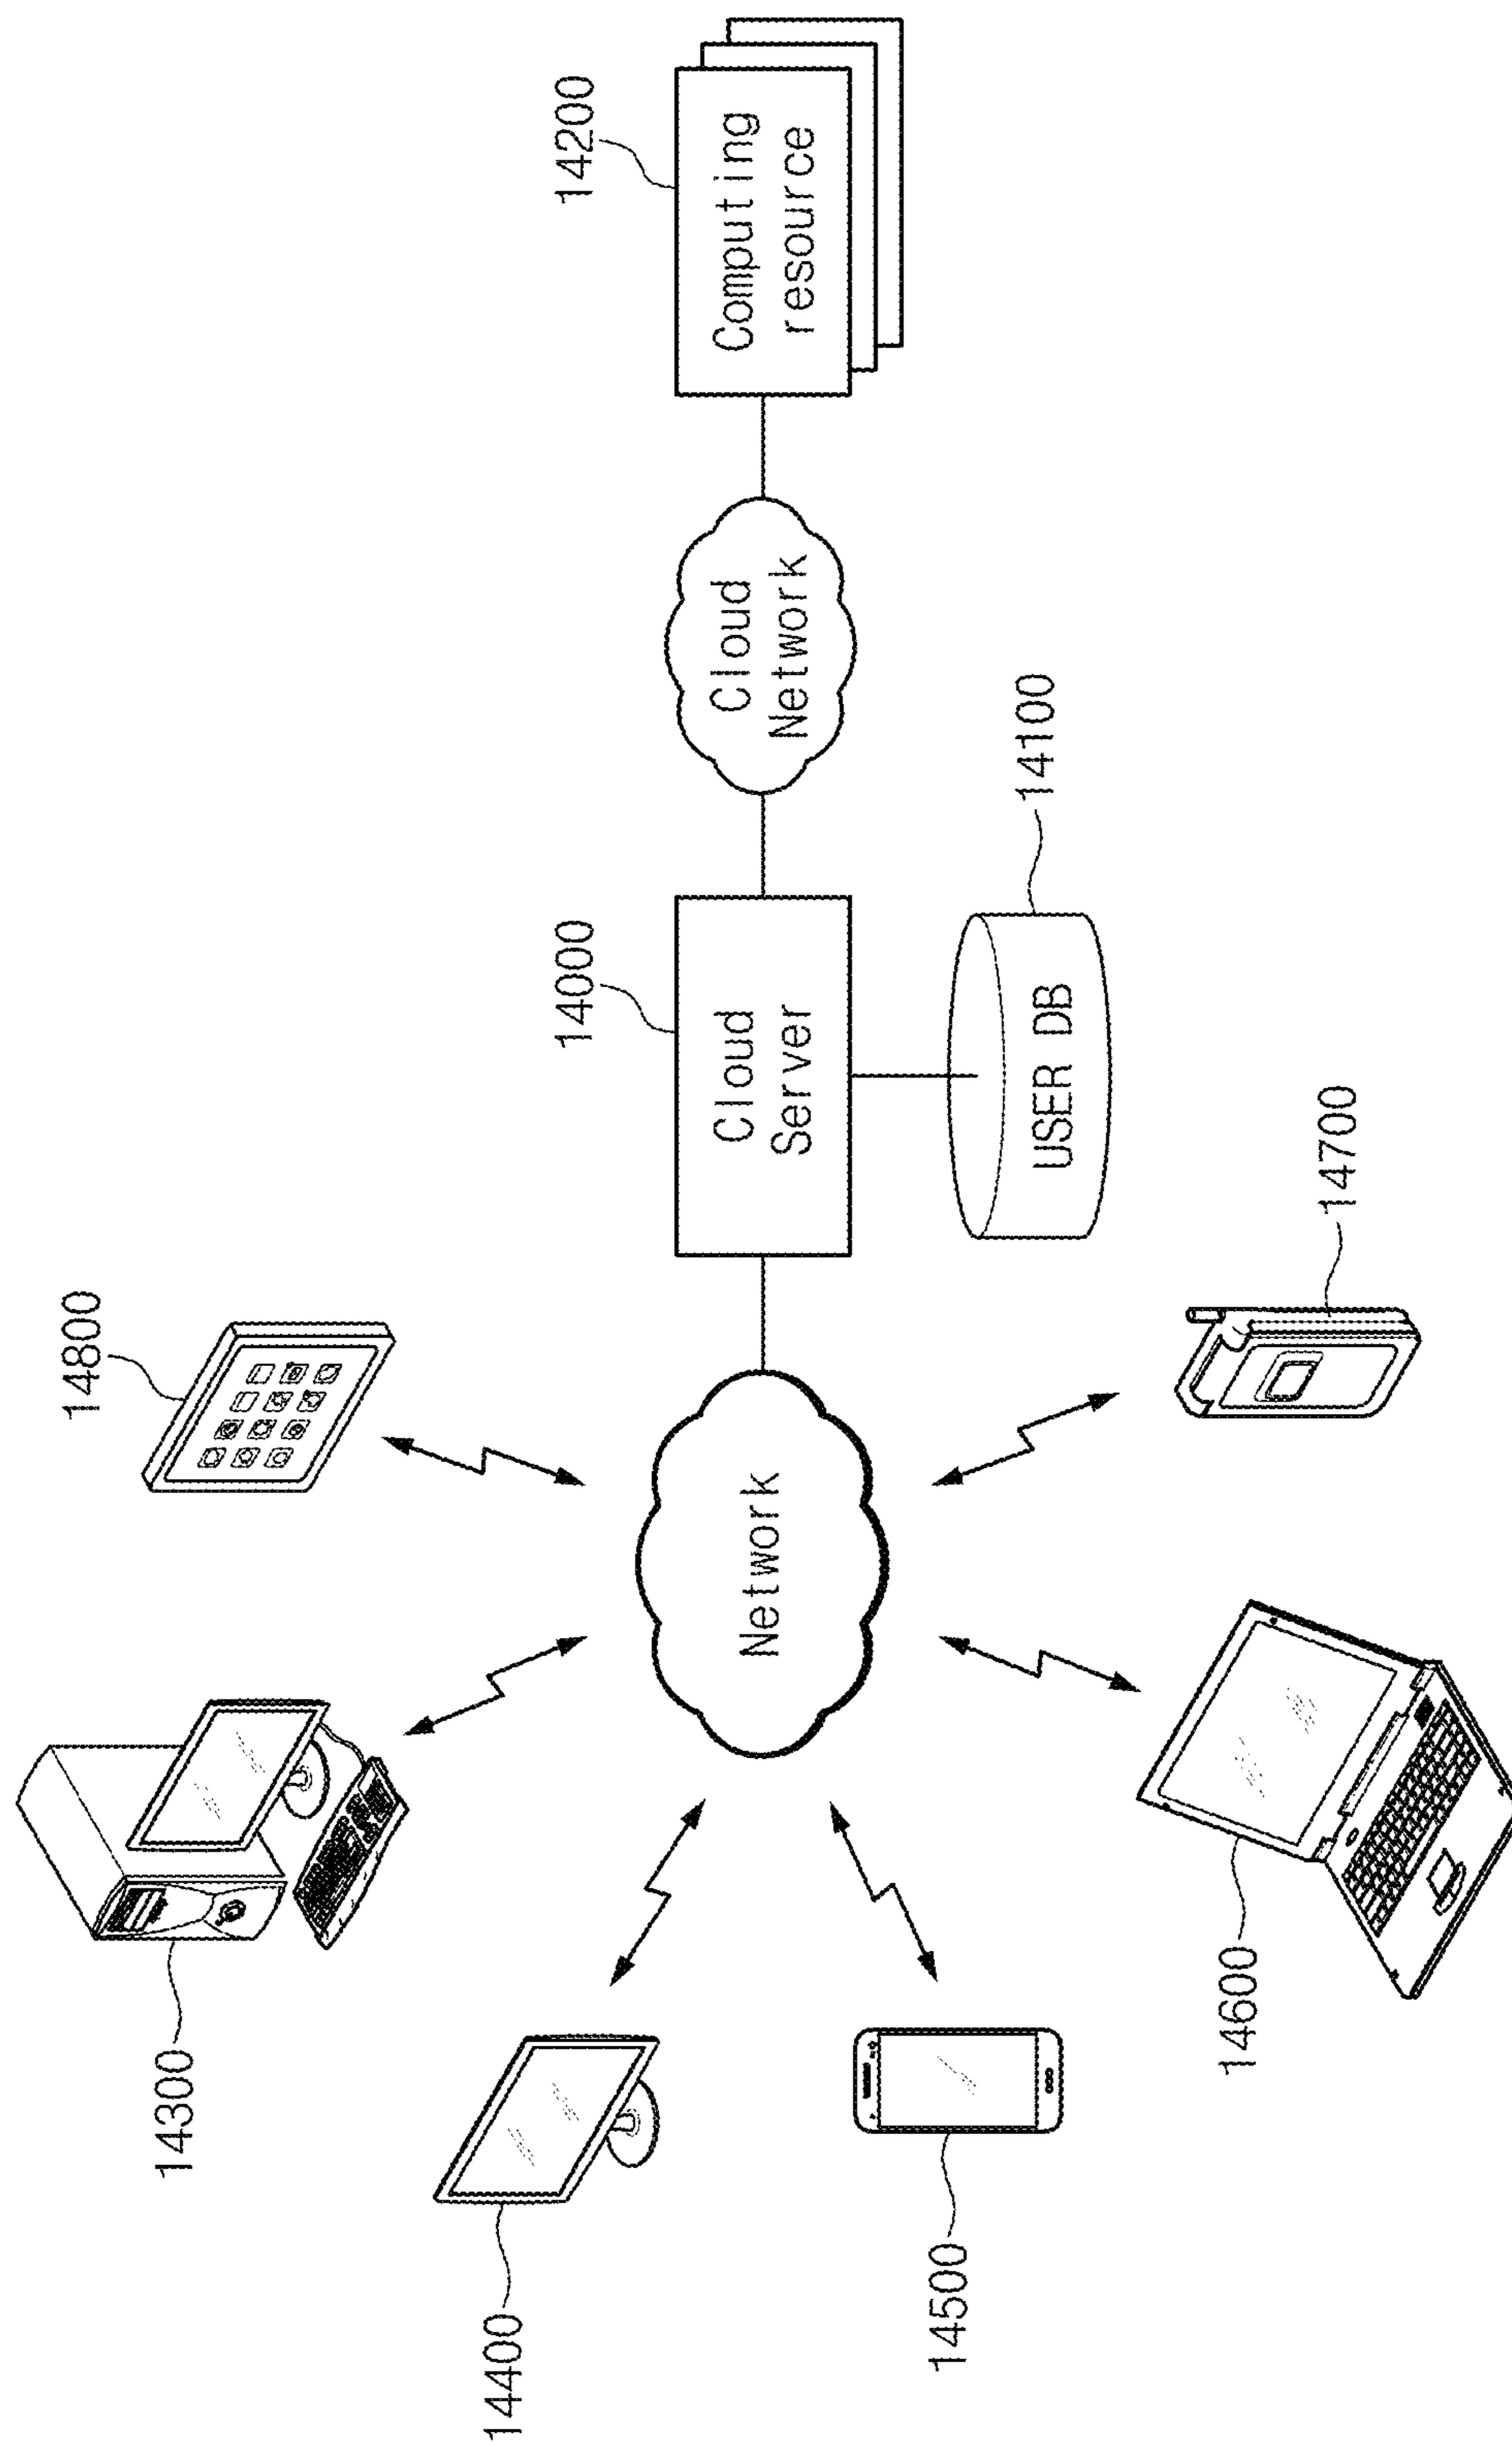 14300
14800
14400
Network
14500
14600
14700
14000
Cloud
Server
USER DB
14100
Cloud
Network
14200
Computing
resource